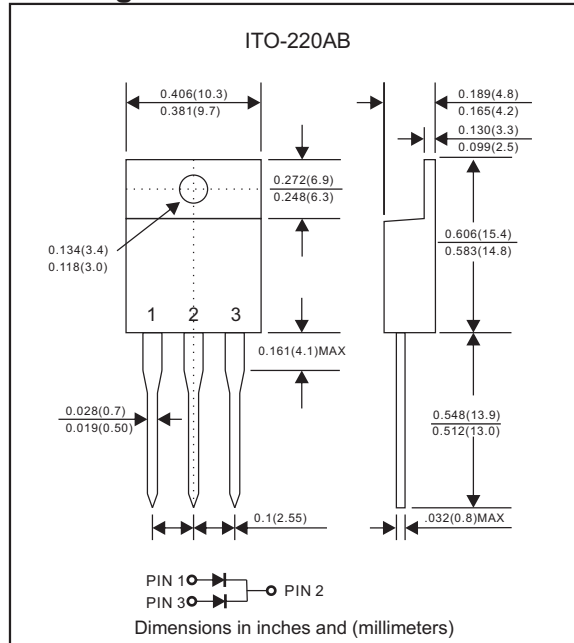 ITO-220AB
0.406(10.3)
0.381(9.7)
0.189(4.8)
0.165(4.2)
0.130(3.3)
0.099(2.5)
0.272(6.9)
0.248(6.3)
0.134(3.4)
0.118(3.0)
0.606(15.4)
0.583(14.8)
1 2 3
0.161(4.1)MAX
0.028(0.7)
0.019(0.50)
0.548(13.9)
0.512(13.0)
0.1(2.55)
.032(0.8)MAX
PIN 1
PIN 3
PIN 2
Dimensions in inches and (millimeters)